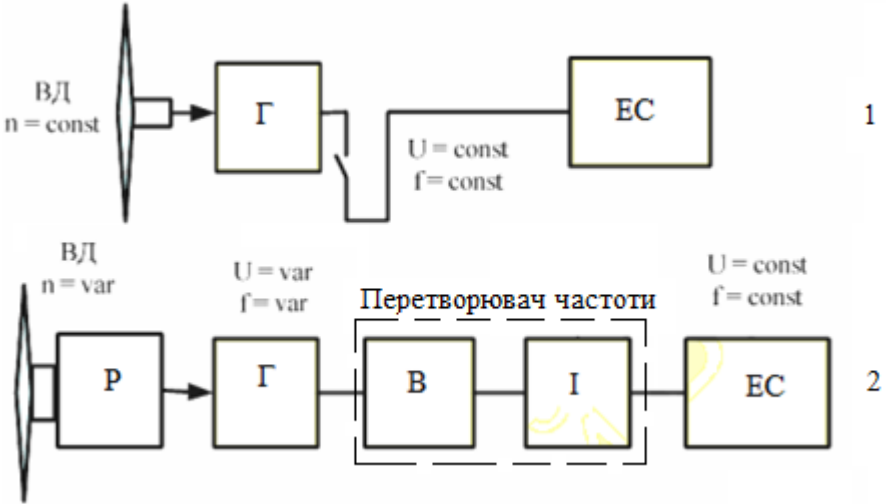 ВД
n = const
Г
ЕС
1
U = const
f = const
ВД
n = var
U = var
f = var
U = const
f = const
Перетворювач частоти
Р
Г
В
І
ЕС
2